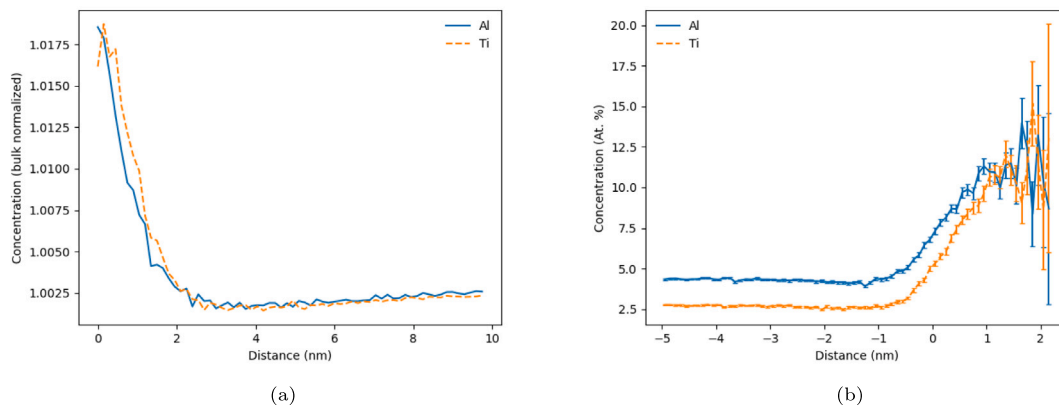 Al
Ti
1.0175
1.0150
1.0125
1.0100
1.0075
1.0050
1.0025
Concentration (bulk normalized)
0 2 4 6 8 10
Distance (nm)
(a)
Al
Ti
20.0
17.5
15.0
12.5
10.0
7.5
5.0
2.5
Concentration (At. %)
−5 −4 −3 −2 −1 0 1 2
Distance (nm)
(b)